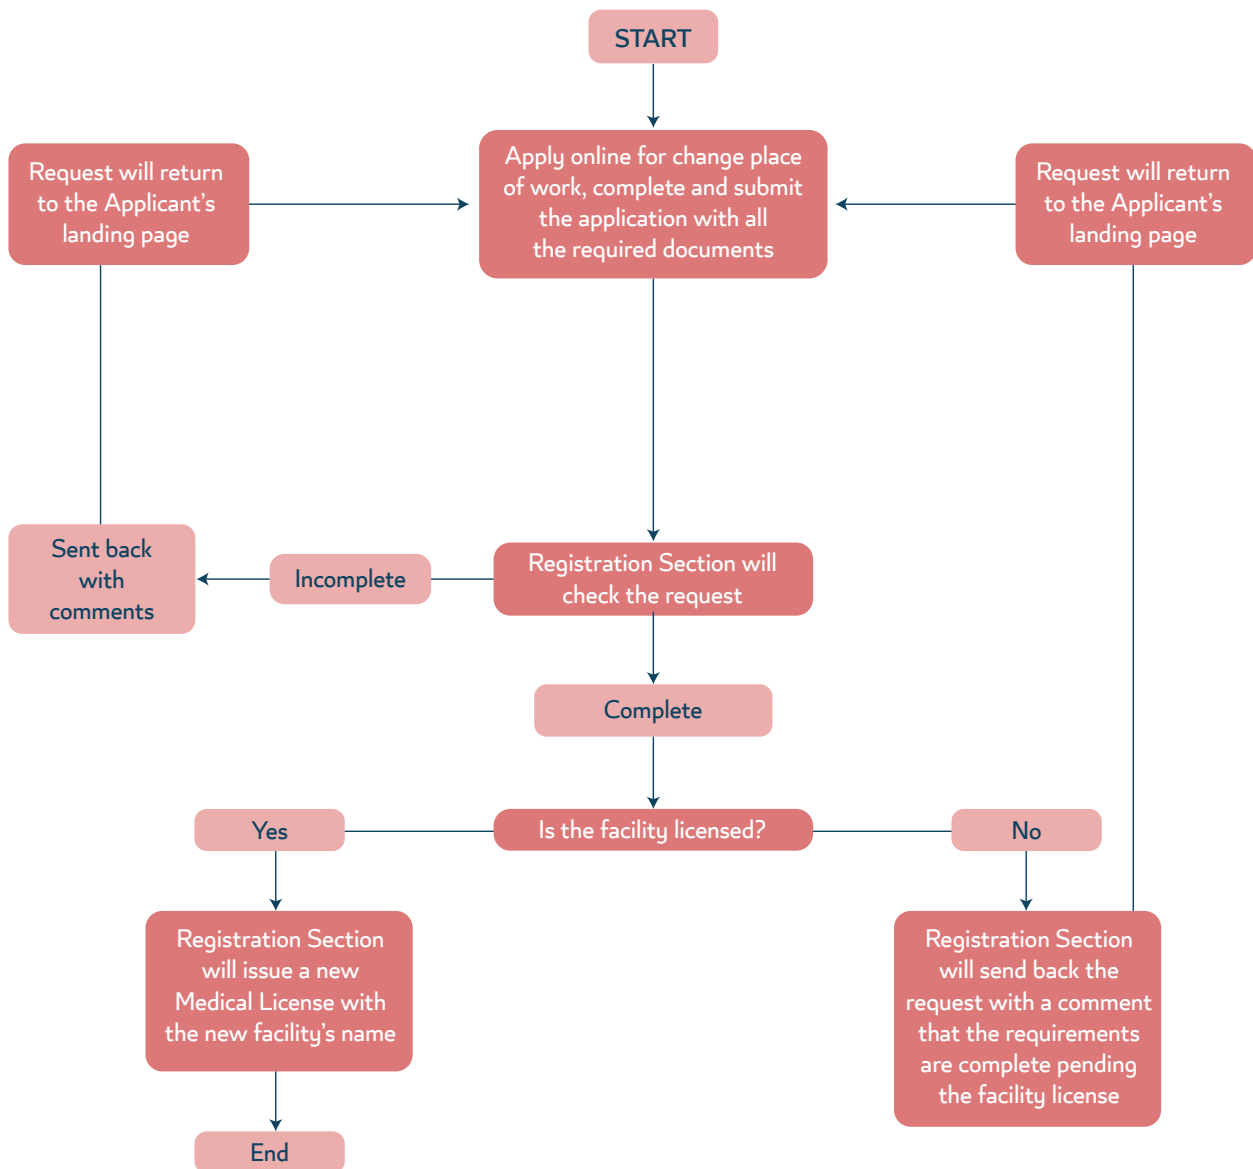 START
Request will return
to the Applicant’s
landing page
Apply online for change place
of work, complete and submit
the application with all
the required documents
Request will return
to the Applicant’s
landing page
Sent back
with
comments
Incomplete
Registration Section will
check the request
Complete
Yes
Is the facility licensed?
No
Registration Section
will issue a new
Medical License with
the new facility’s name
Registration Section
will send back the
request with a comment
that the requirements
are complete pending
the facility license
End